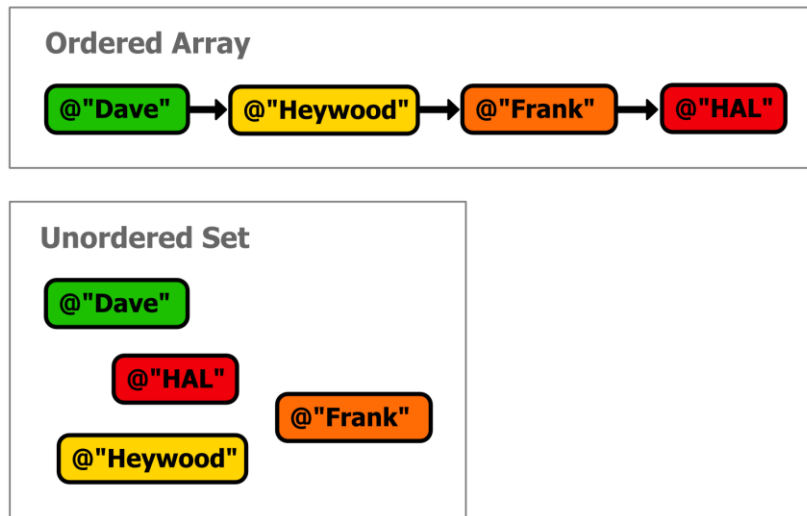 Ordered Array
@"Dave" @"Heywood" @"Frank" @"HAL"
Unordered Set
@"Dave"
@"HAL"
@"Frank"
@"Heywood"